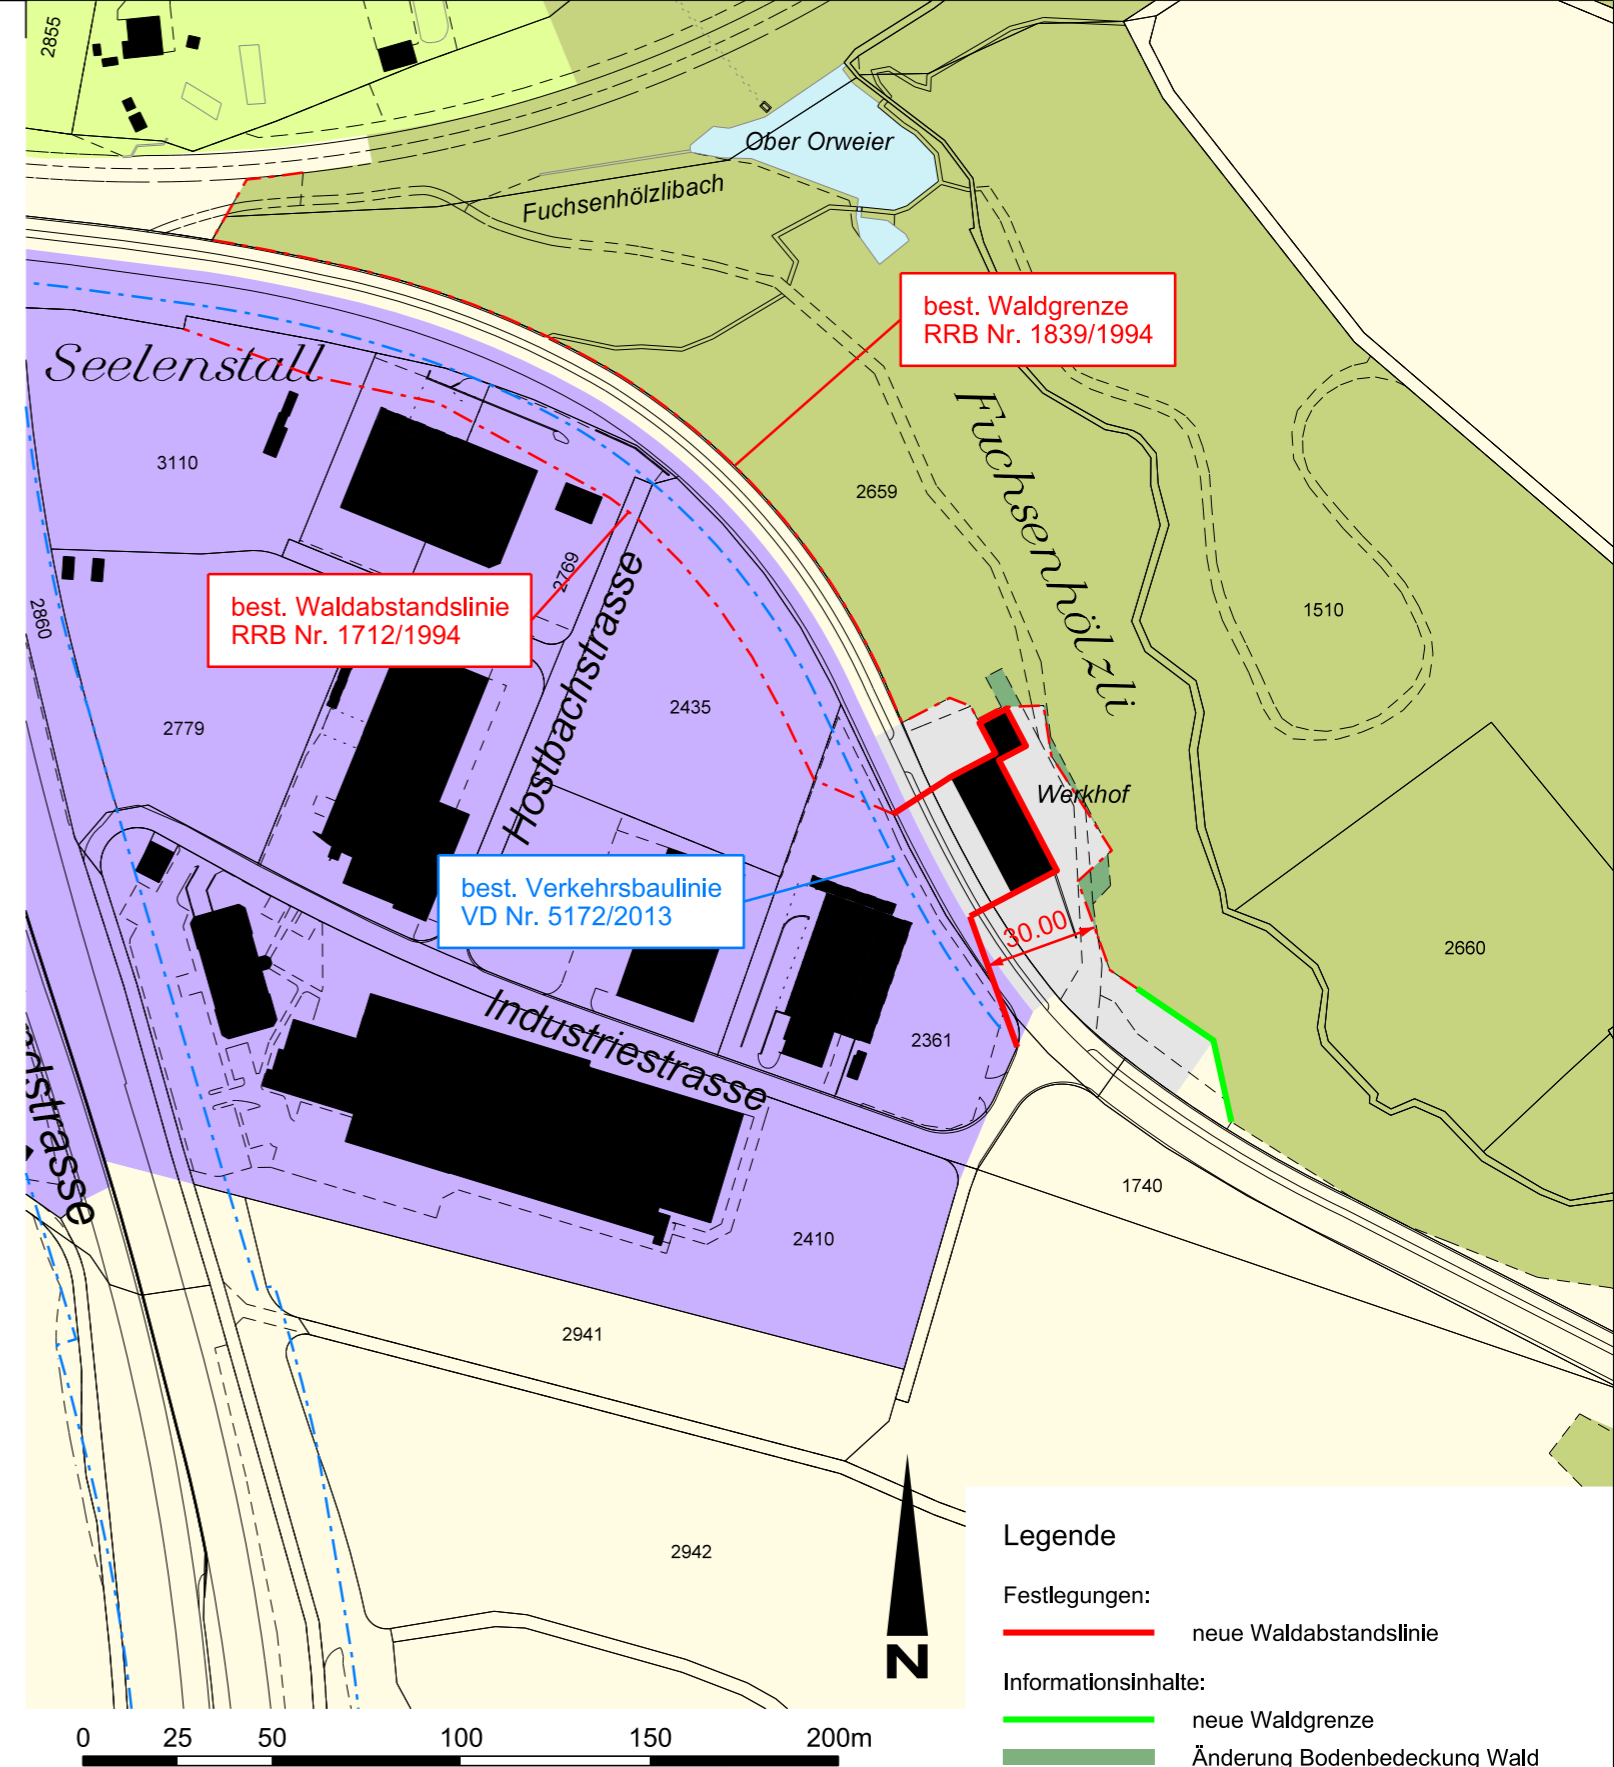 2855
Ober Orweier
Fuchsenhölzlibach
best. Waldgrenze
RRB Nr. 1839/1994
Seelenstall
3110
2659
Fuchsenhölzli
1510
2769
2860
best. Waldabstandslinie
RRB Nr. 1712/1994
Hostbachstrasse
2435
2779
Werkhof
best. Verkehrsbaulinie
VD Nr. 5172/2013
30.00
2660
Industriestrasse
2361
dstrasse
1740
2410
2941
2942
N
Legende
Festlegungen:
neue Waldabstandslinie
Informationsinhalte:
neue Waldgrenze
Änderung Bodenbedeckung Wald
0 25 50 100 150 200m